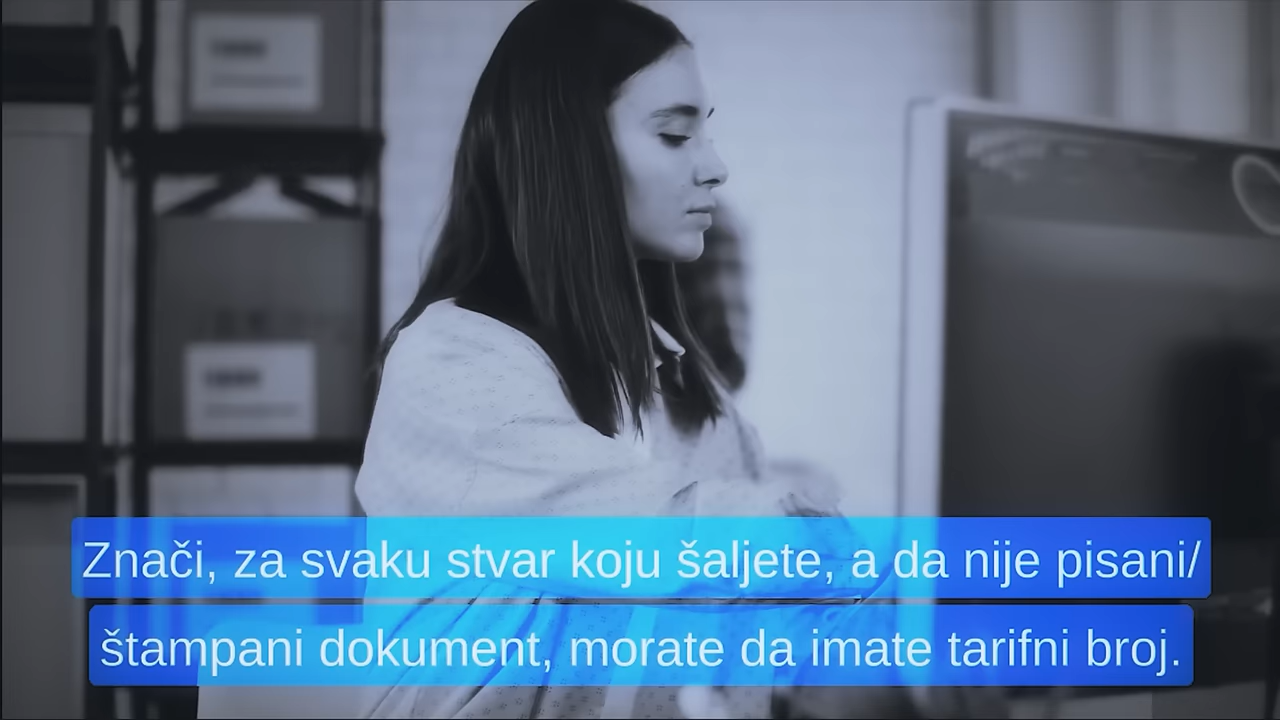 Znači, za svaku stvar koju šaljete, a da nije pisani/
štampani dokument, morate da imate tarifni broj.